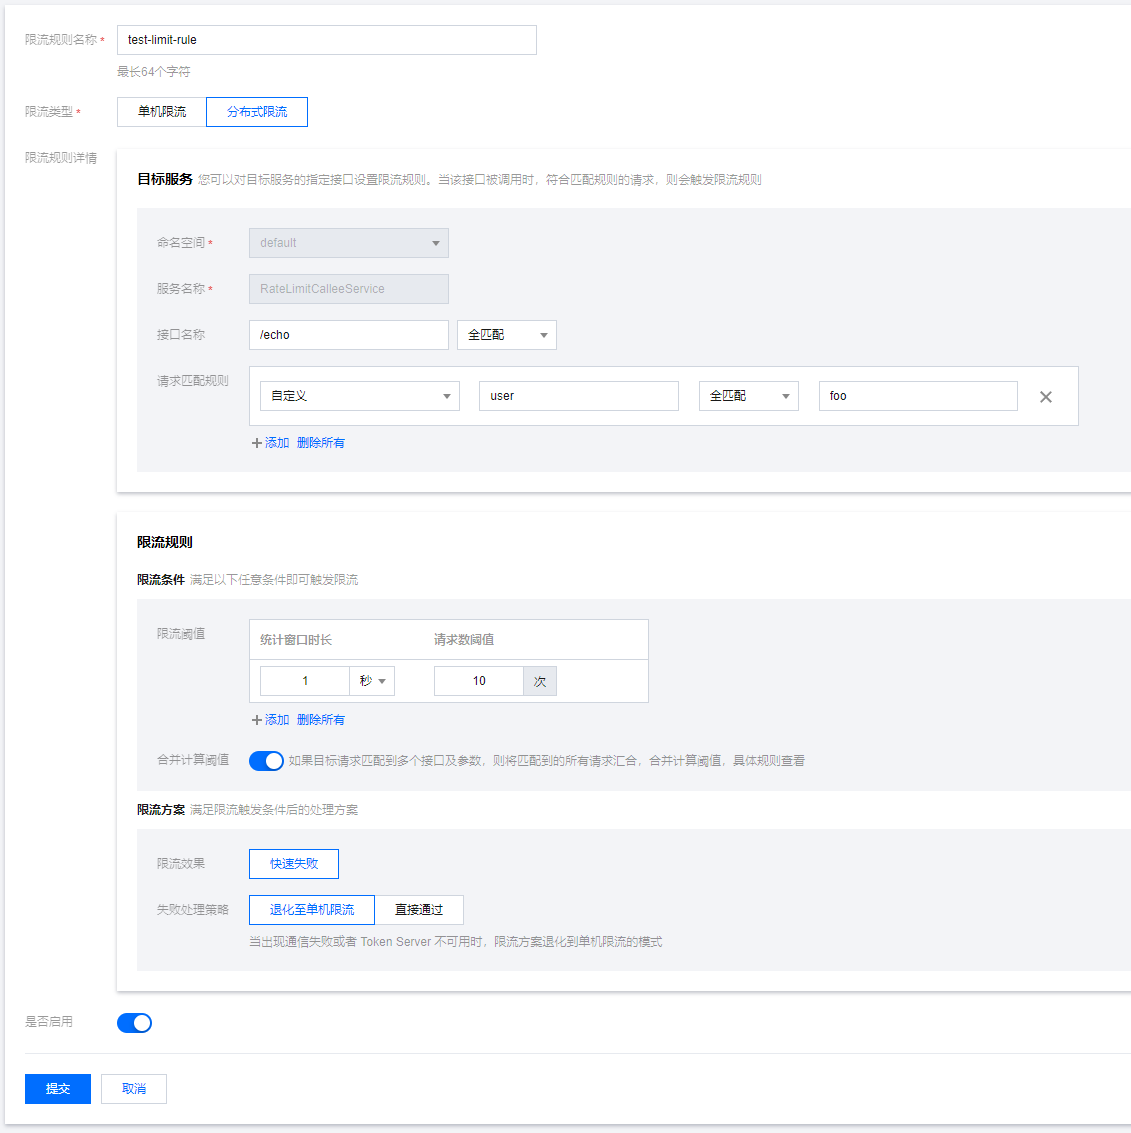 限流规则名称 * test-limit-rule
最长64个字符
限流类型 * 单机限流 分布式限流
限流规则详情
目标服务 您可以对目标服务的指定接口设置限流规则。当该接口被调用时，符合匹配规则的请求，则会触发限流规则
命名空间 * default
服务名称 * RateLimitCalleeService
接口名称 /echo 全匹配
请求匹配规则 自定义 user 全匹配 foo
添加 删除所有
限流规则
限流条件 满足以下任意条件即可触发限流
限流阈值 统计窗口时长 请求数阈值
1 秒 10 次
添加 删除所有
合并计算阈值 如果目标请求匹配到多个接口及参数，则将匹配到的所有请求汇合，合并计算阈值，具体规则查看
限流方案 满足限流触发条件后的处理方案
限流效果 快速失败
失败处理策略 退化至单机限流 直接通过
当出现通信失败或者 Token Server 不可用时，限流方案退化到单机限流的模式
是否启用
提交 取消